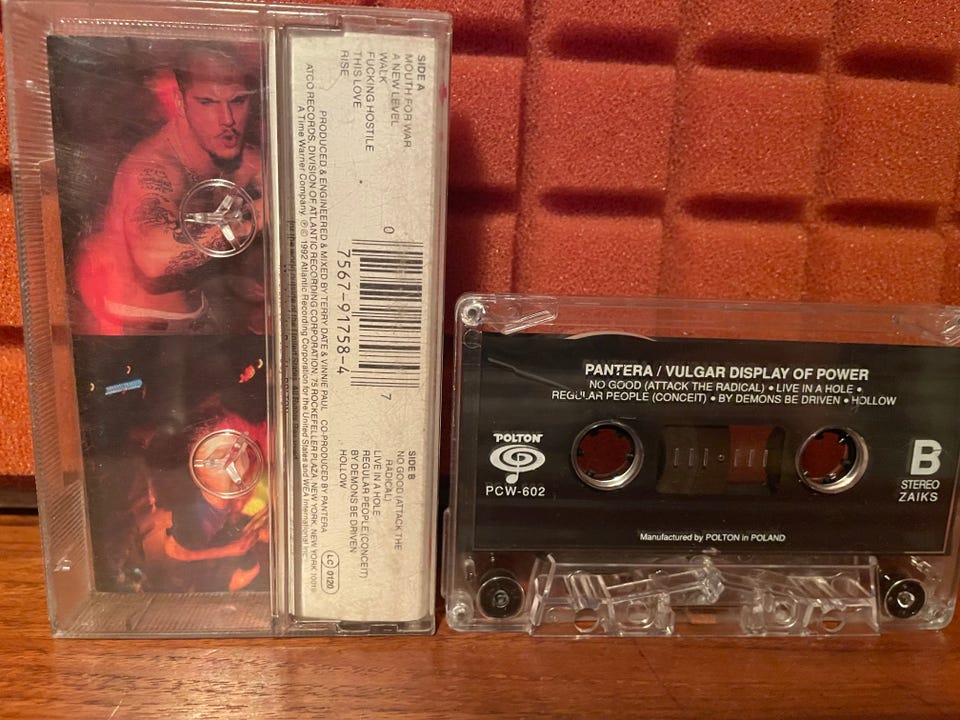 SIDE A
MOUTH FOR WAR
A NEW LEVEL
WALK
FUCKING HOSTILE
THIS LOVE
RISE
0
7567-91758-4
7
SIDE B
NO GOOD (ATTACK THE
RADICAL)
LIVE IN A HOLE
REGULAR PEOPLE (CONCEIT)
BY DEMONS BE DRIVEN
HOLLOW
PRODUCED & ENGINEERED & MIXED BY TERRY DATE & VINNIE PAUL CO-PRODUCED BY PANTERA
ATCO RECORDS, DIVISION OF ATLANTIC RECORDING CORPORATION, 75 ROCKEFELLER PLAZA, NEW YORK, NEW YORK 10019
A Time Warner Company ℗ © 1992 Atlantic Recording Corporation for the United States and WEA International Inc.
LC 0120
PANTERA / VULGAR DISPLAY OF POWER
NO GOOD (ATTACK THE RADICAL) • LIVE IN A HOLE •
REGULAR PEOPLE (CONCEIT) • BY DEMONS BE DRIVEN • HOLLOW
POLTON
PCW-602
B
STEREO
ZAIKS
Manufactured by POLTON in POLAND